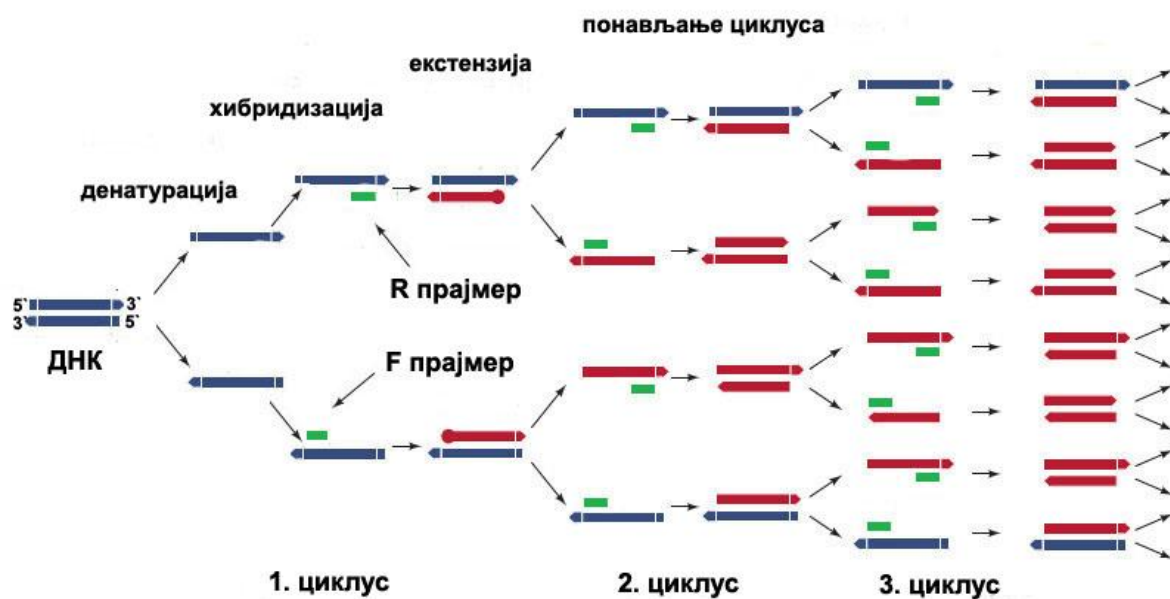 понављање циклуса
екстензија
хибридизација
денатурација
R прајмер
5` 3`
3` 5`
ДНК
F прајмер
1. циклус
2. циклус
3. циклус